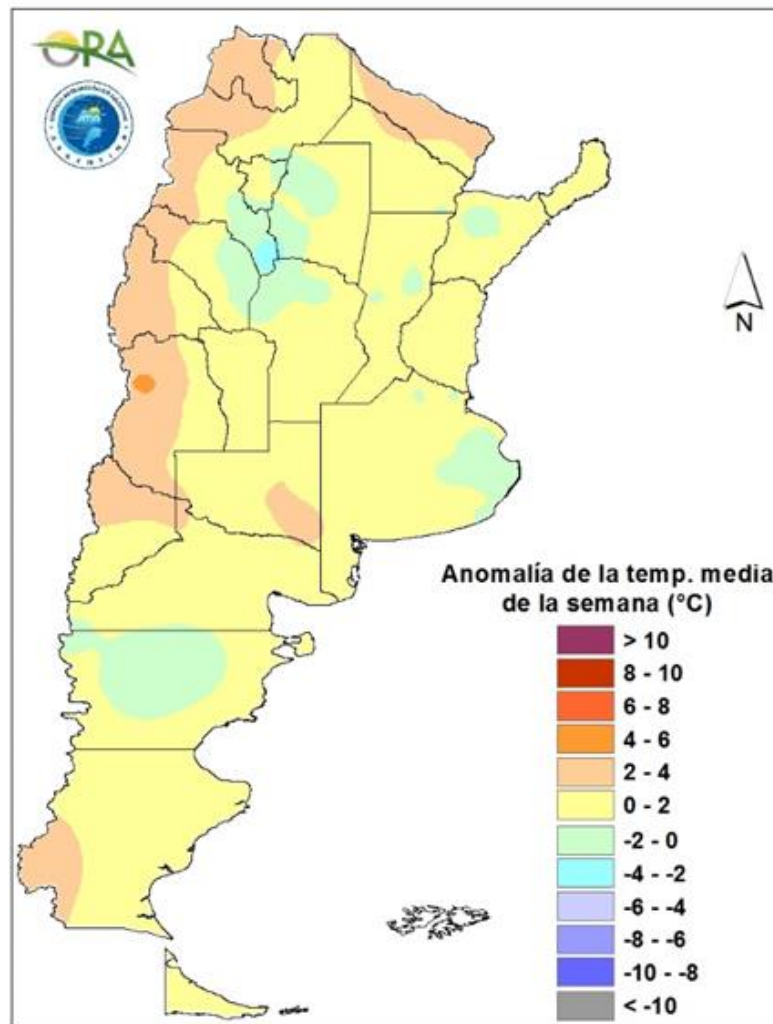 ORA
N
Anomalía de la temp. media
de la semana (°C)
> 10
8 - 10
6 - 8
4 - 6
2 - 4
0 - 2
-2 - 0
-4 - -2
-6 - -4
-8 - -6
-10 - -8
< -10